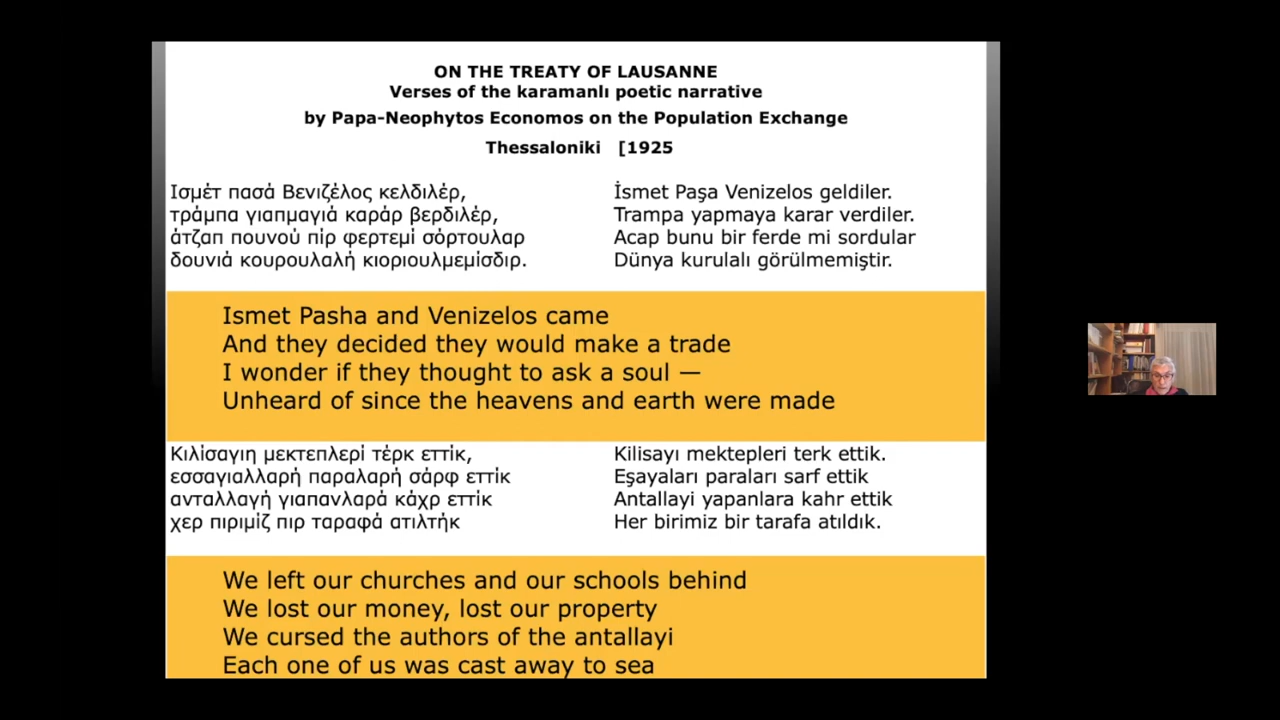 ON THE TREATY OF LAUSANNE
Verses of the karamanlı poetic narrative
by Papa-Neophytos Economos on the Population Exchange
Thessaloniki [1925
Ισμέτ πασά Βενιζέλος κελδιλέρ,
τράμπα γιαπμαγιά καράρ βερδιλέρ,
άτζαπ πουνού πίρ φερτεμί σόρτουλαρ
δουνιά κουρουλαλή κιοριουλμεμίσδιρ.
İsmet Paşa Venizelos geldiler.
Trampa yapmaya karar verdiler.
Acap bunu bir ferde mi sordular
Dünya kurulalı görülmemiştir.
Ismet Pasha and Venizelos came
And they decided they would make a trade
I wonder if they thought to ask a soul —
Unheard of since the heavens and earth were made
Κιλίσαγιη μεκτεπλερί τέρκ εττίκ,
εσσαγιαλλαρή παραλαρή σάρφ εττίκ
ανταλλαγή γιαπανλαρά κάχρ εττίκ
χερ πιριμίζ πιρ ταραφά ατιλτήκ
Kilisayı mektepleri terk ettik.
Eşayaları paraları sarf ettik
Antallayi yapanlara kahr ettik
Her birimiz bir tarafa atıldık.
We left our churches and our schools behind
We lost our money, lost our property
We cursed the authors of the antallayi
Each one of us was cast away to sea